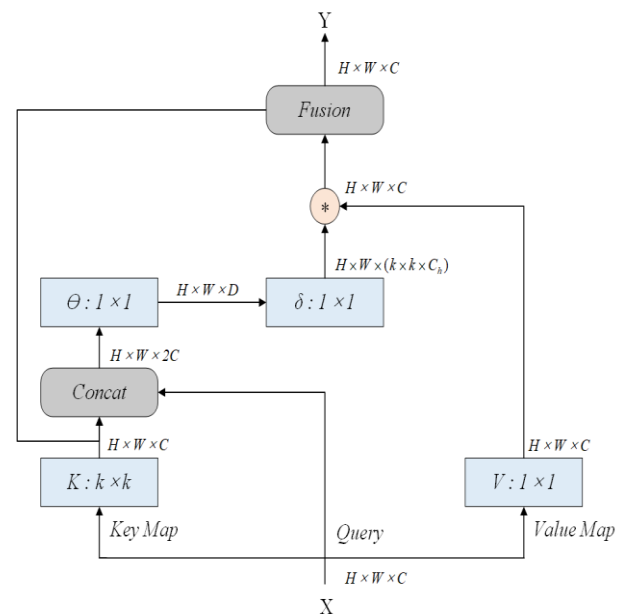 Y
H × W × C
Fusion
H × W × C
*
H × W × (k × k × C_h)
Θ : 1 × 1
H × W × D
δ : 1 × 1
H × W × 2C
Concat
H × W × C
H × W × C
K : k × k
V : 1 × 1
Key Map
Query
Value Map
H × W × C
X